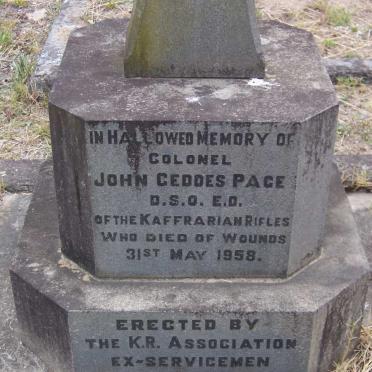 IN HALLOWED MEMORY OF
COLONEL
JOHN GEDDES PAGE
D.S.O. E.D.
OF THE KAFFRARIAN RIFLES
WHO DIED OF WOUNDS
31ST MAY 1958.
ERECTED BY
THE K.R. ASSOCIATION
EX-SERVICEMEN